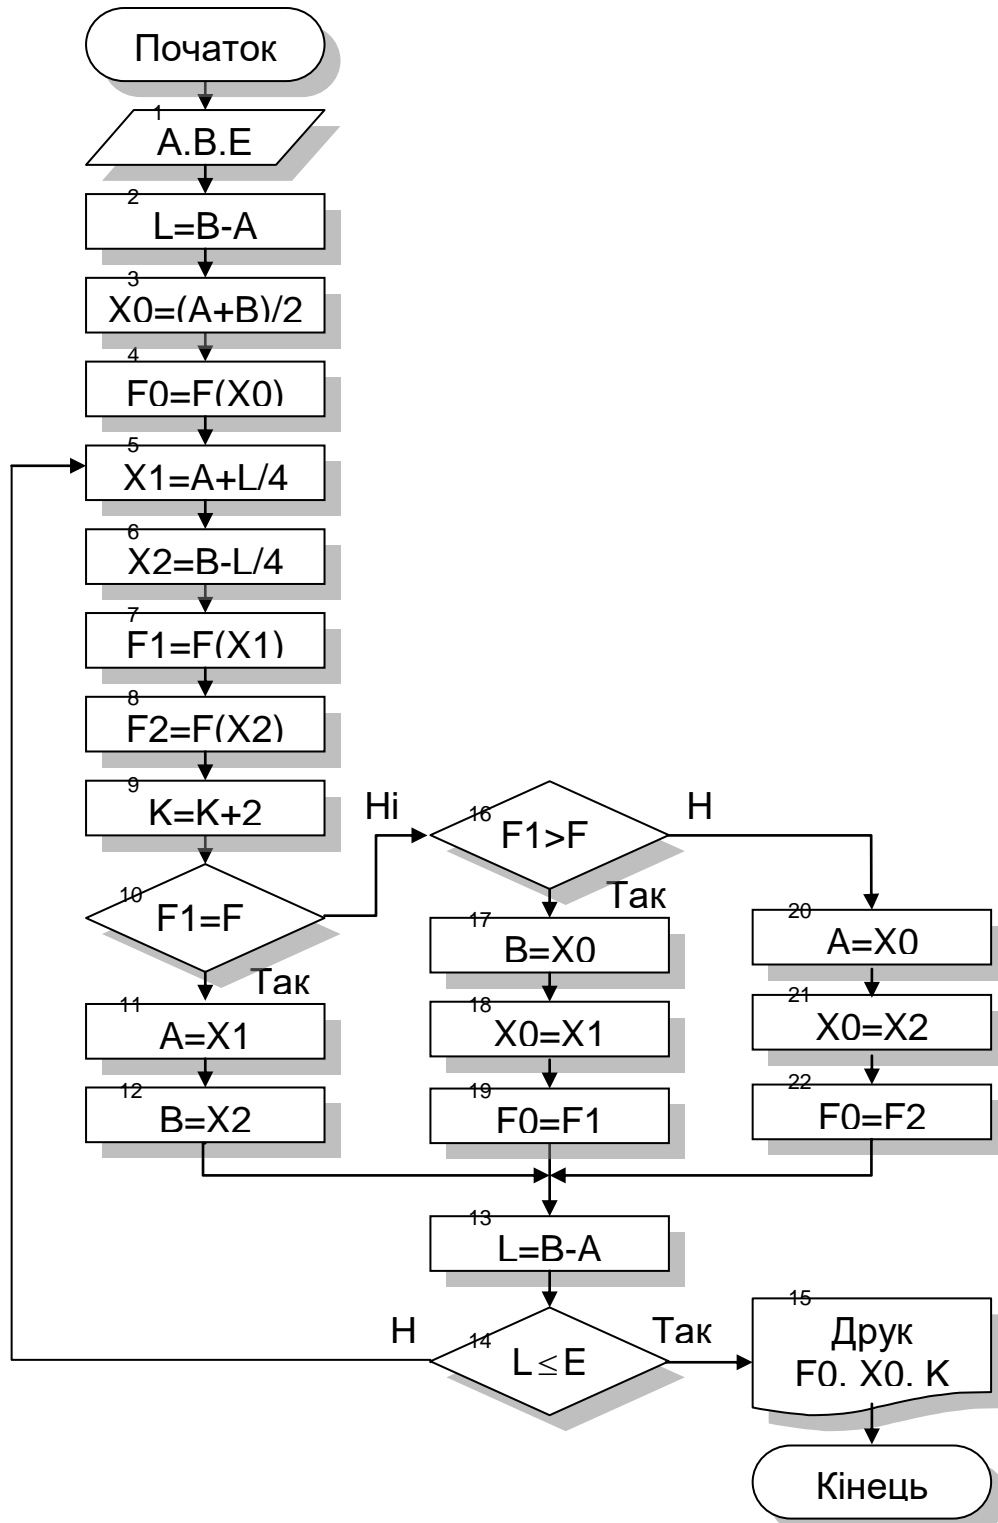 Початок
1
A.B.E
2
L=B-A
3
X0=(A+B)/2
4
F0=F(X0)
5
X1=A+L/4
6
X2=B-L/4
7
F1=F(X1)
8
F2=F(X2)
9
K=K+2
10
F1=F
Так
Ні
11
A=X1
12
B=X2
16
F1>F
Н
Так
17
B=X0
18
X0=X1
19
F0=F1
20
A=X0
21
X0=X2
22
F0=F2
13
L=B-A
14
L≤E
Н
Так
15
Друк
F0. X0. K
Кінець